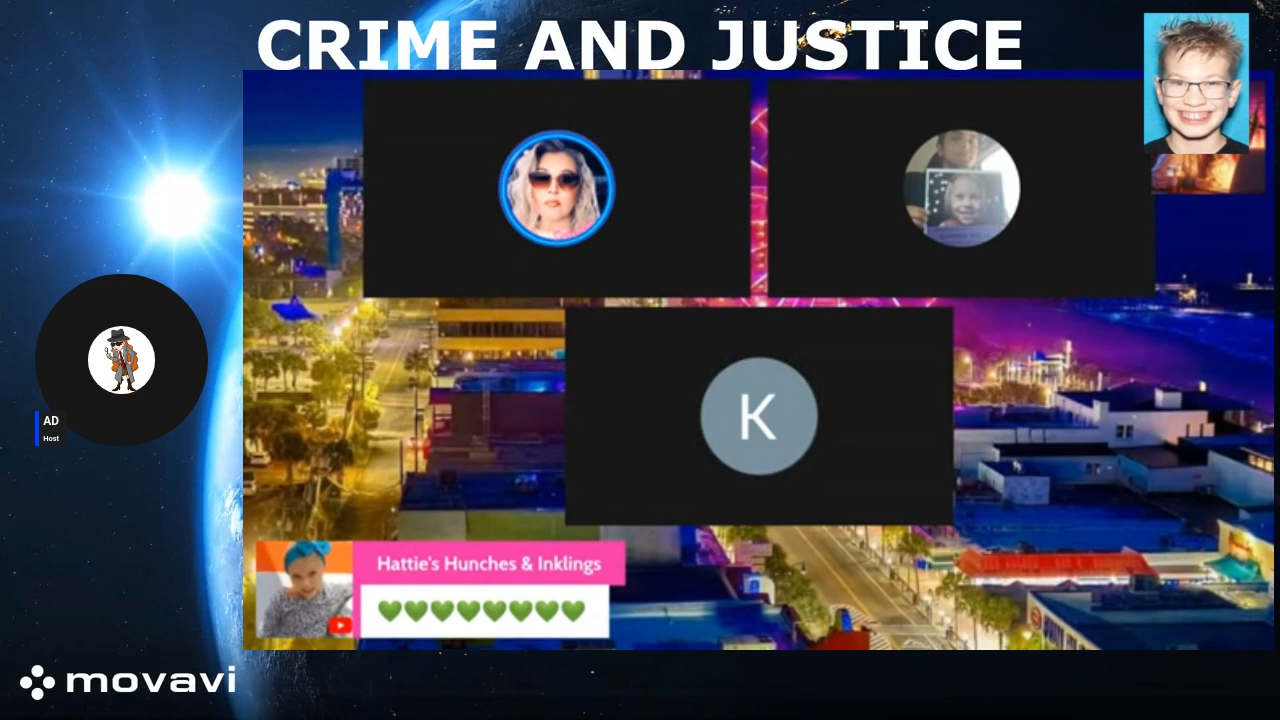 CRIME AND JUSTICE
K
AD
Host
Hattie's Hunches & Inklings
💚💚💚💚💚💚💚💚
movavi